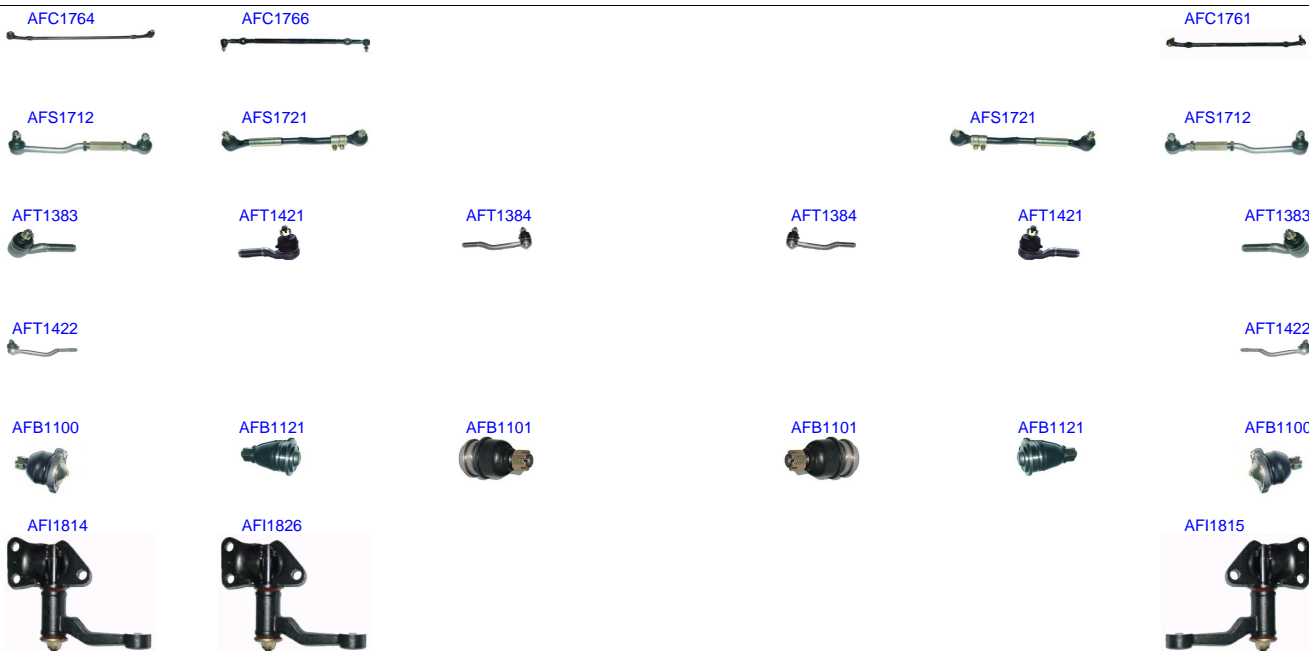 AFC1764 AFC1766 AFC1761
AFS1712 AFS1721 AFS1721 AFS1712
AFT1383 AFT1421 AFT1384 AFT1384 AFT1421 AFT1383
AFT1422 AFT1422
AFB1100 AFB1121 AFB1101 AFB1101 AFB1121 AFB1100
AFI1814 AFI1826 AFI1815